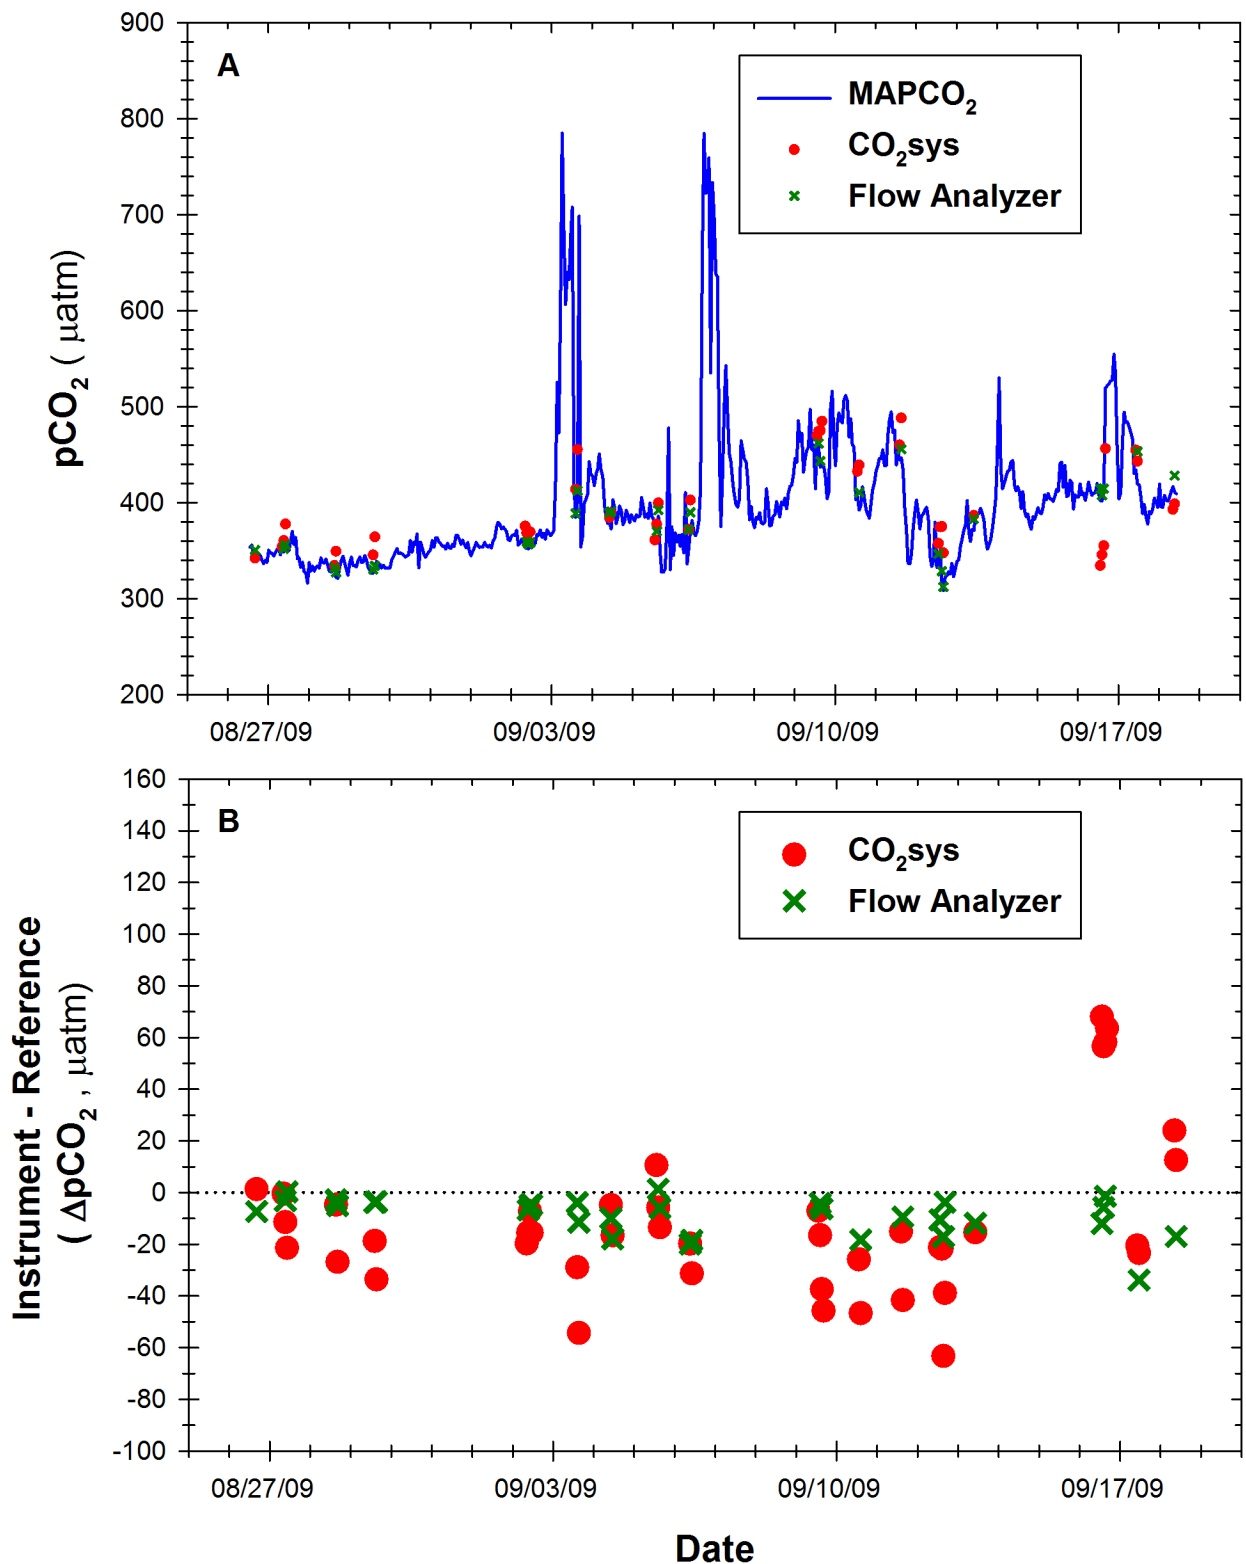 A
MAPCO₂
CO₂sys
Flow Analyzer
900
800
700
600
500
400
300
200
pCO₂ ( μatm)
08/27/09 09/03/09 09/10/09 09/17/09
B
CO₂sys
Flow Analyzer
160
140
120
100
80
60
40
20
0
-20
-40
-60
-80
-100
Instrument - Reference
( ΔpCO₂ , μatm)
08/27/09 09/03/09 09/10/09 09/17/09
Date